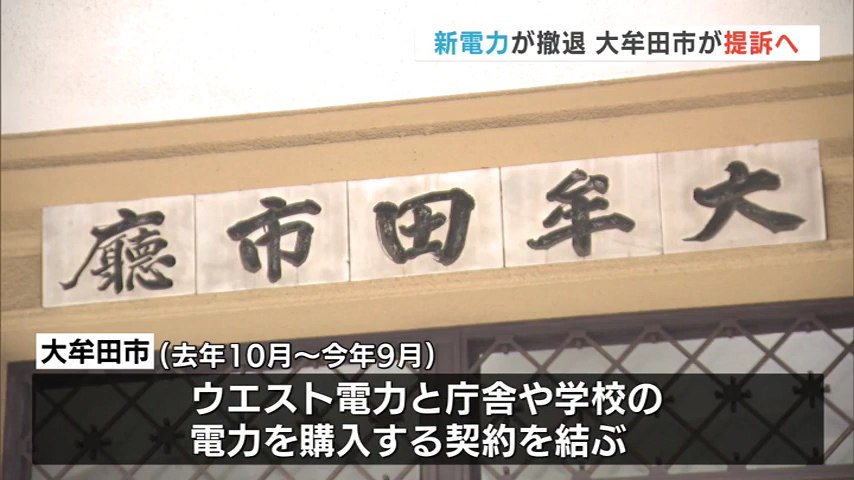 新電力が撤退 大牟田市が提訴へ
廳市田牟大
大牟田市 (去年10月～今年9月)
ウエスト電力と庁舎や学校の
電力を購入する契約を結ぶ